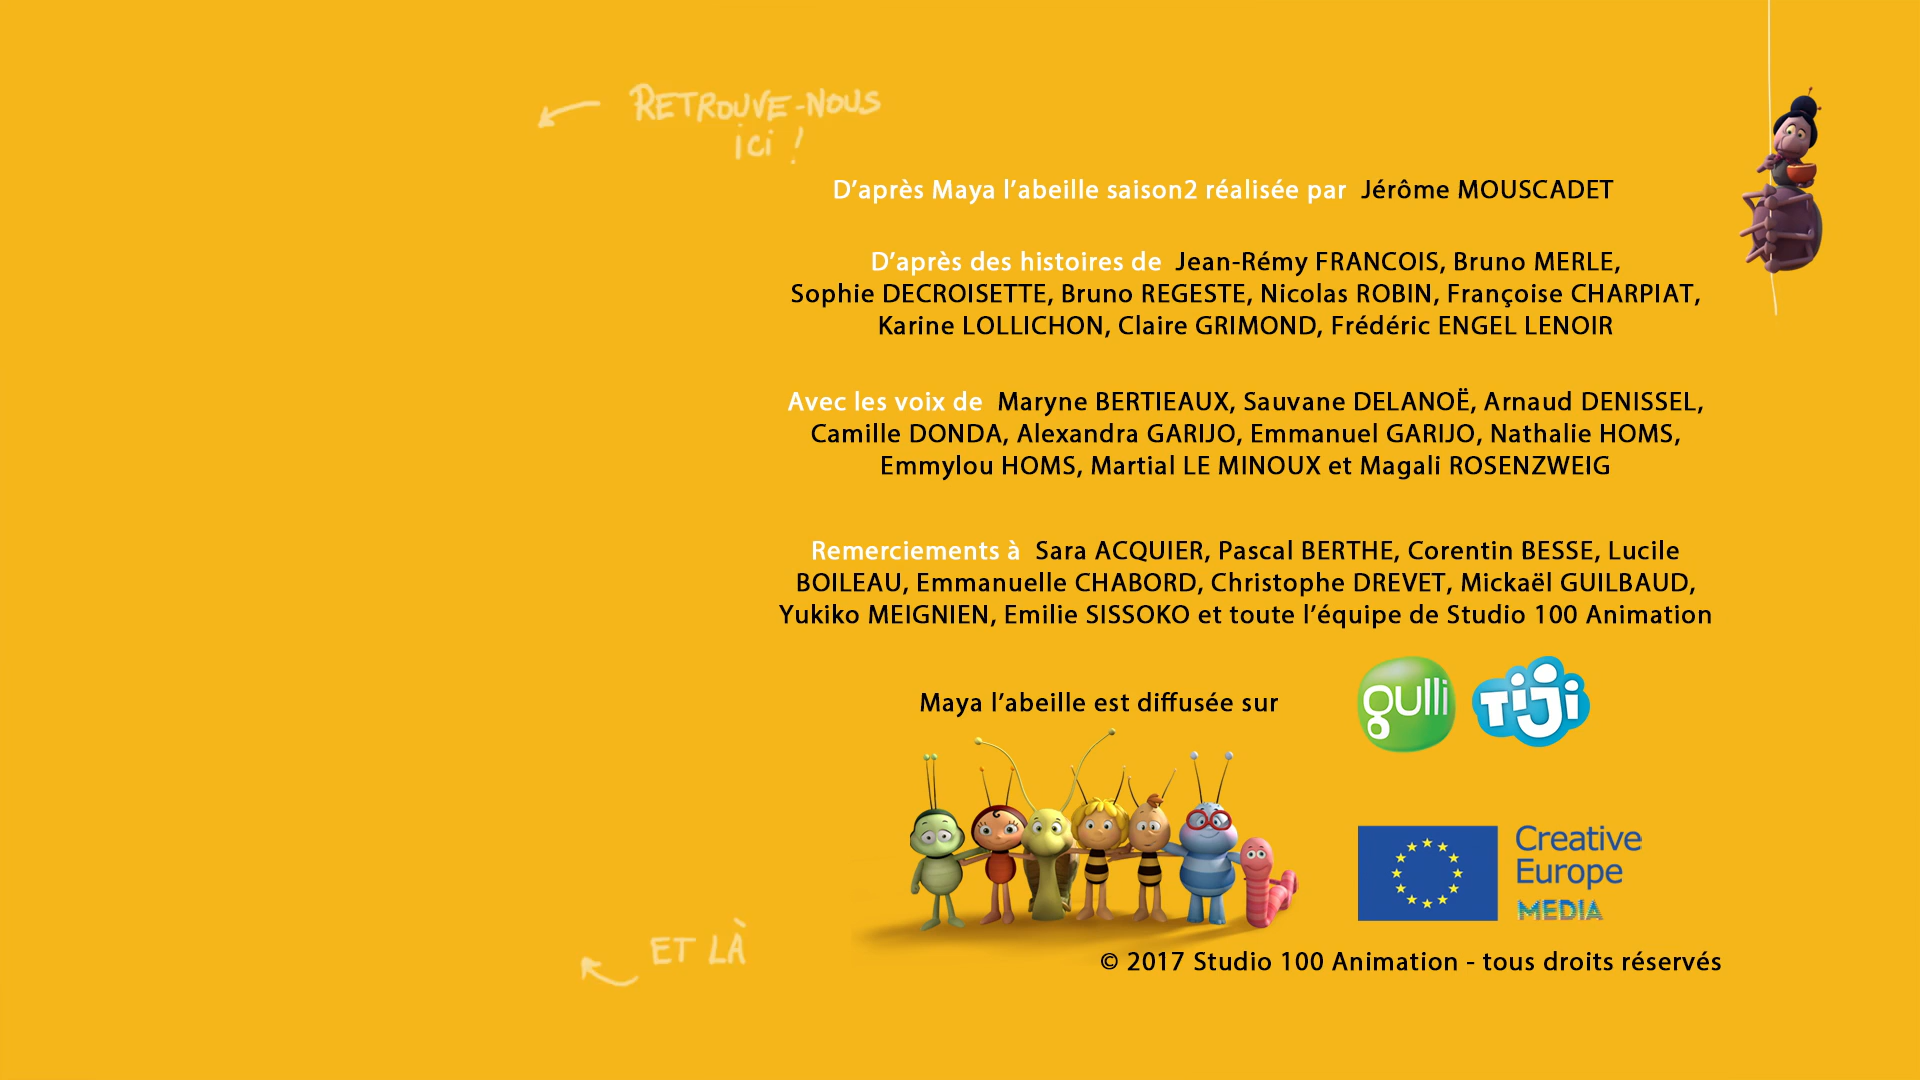 RETROUVE-NOUS
ici !
D’après Maya l’abeille saison2 réalisée par Jérôme MOUSCADET
D’après des histoires de Jean-Rémy FRANCOIS, Bruno MERLE,
Sophie DECROISETTE, Bruno REGESTE, Nicolas ROBIN, Françoise CHARPIAT,
Karine LOLLICHON, Claire GRIMOND, Frédéric ENGEL LENOIR
Avec les voix de Maryne BERTIEAUX, Sauvane DELANOË, Arnaud DENISSEL,
Camille DONDA, Alexandra GARIJO, Emmanuel GARIJO, Nathalie HOMS,
Emmylou HOMS, Martial LE MINOUX et Magali ROSENZWEIG
Remerciements à Sara ACQUIER, Pascal BERTHE, Corentin BESSE, Lucile
BOILEAU, Emmanuelle CHABORD, Christophe DREVET, Mickaël GUILBAUD,
Yukiko MEIGNIEN, Emilie SISSOKO et toute l’équipe de Studio 100 Animation
Maya l’abeille est diffusée sur
gulli
TiJi
Creative
Europe
MEDIA
ET LÀ
© 2017 Studio 100 Animation - tous droits réservés